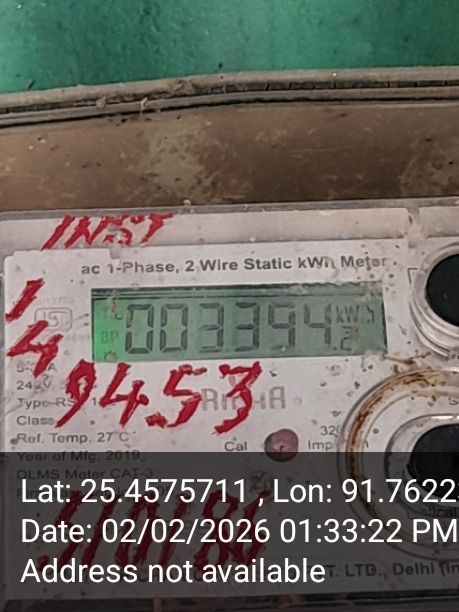 INST
ac 1-Phase, 2 Wire Static kWh Meter
003394
kWh
1
4
9453
Type
Class
Cal
Imp
Ref. Temp. 27°C
Year of Mfg. 2019
DLMS Meter CAT-3
Lat: 25.4575711 , Lon: 91.7622
Date: 02/02/2026 01:33:22 PM
Address not available
T. LTD., Delhi (In